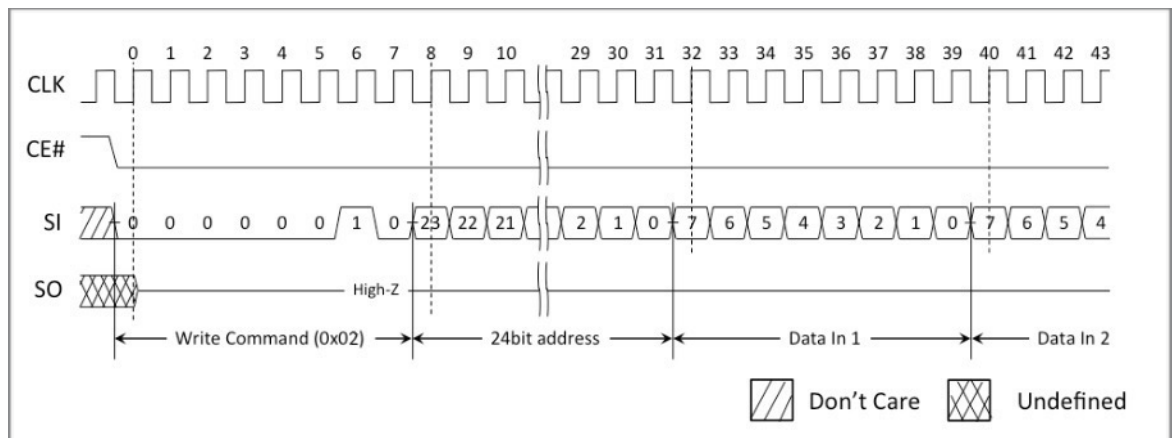 0 1 2 3 4 5 6 7 8 9 10 29 30 31 32 33 34 35 36 37 38 39 40 41 42 43
CLK
CE#
SI 0 0 0 0 0 0 1 0 23 22 21 2 1 0 7 6 5 4 3 2 1 0 7 6 5 4
SO High-Z
Write Command (0x02) 24bit address Data In 1 Data In 2
Don't Care Undefined